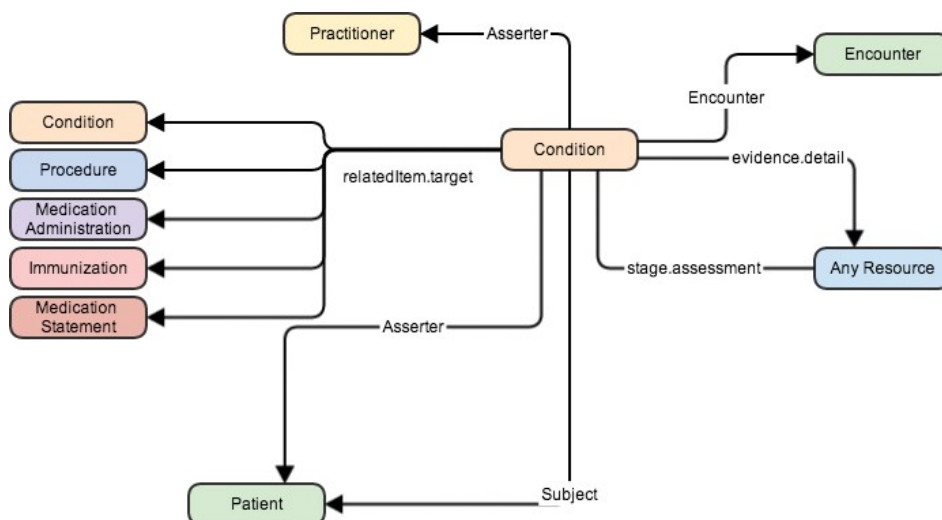 Practitioner
Asserter
Encounter
Encounter
Condition
Condition
evidence.detail
Procedure
relatedItem.target
Medication
Administration
Immunization
stage.assessment
Any Resource
Medication
Statement
Asserter
Patient
Subject